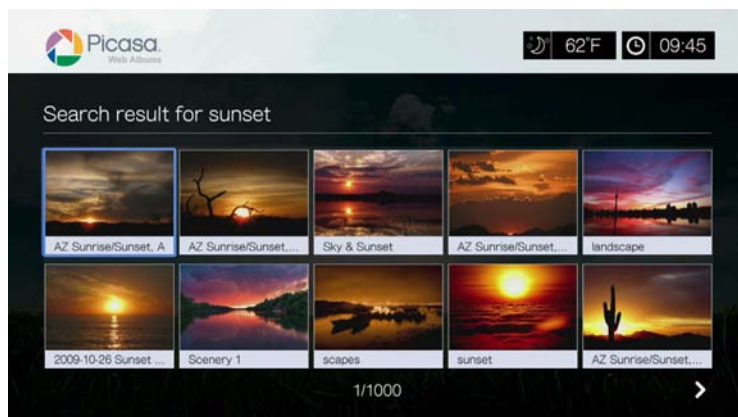 Picasa.
Web Albums
62°F
09:45
Search result for sunset
AZ Sunrise/Sunset, A
AZ Sunrise/Sunset,...
Sky & Sunset
AZ Sunrise/Sunset,...
landscape
2009-10-26 Sunset ...
Scenery 1
scapes
sunset
AZ Sunrise/Sunset,...
1/1000